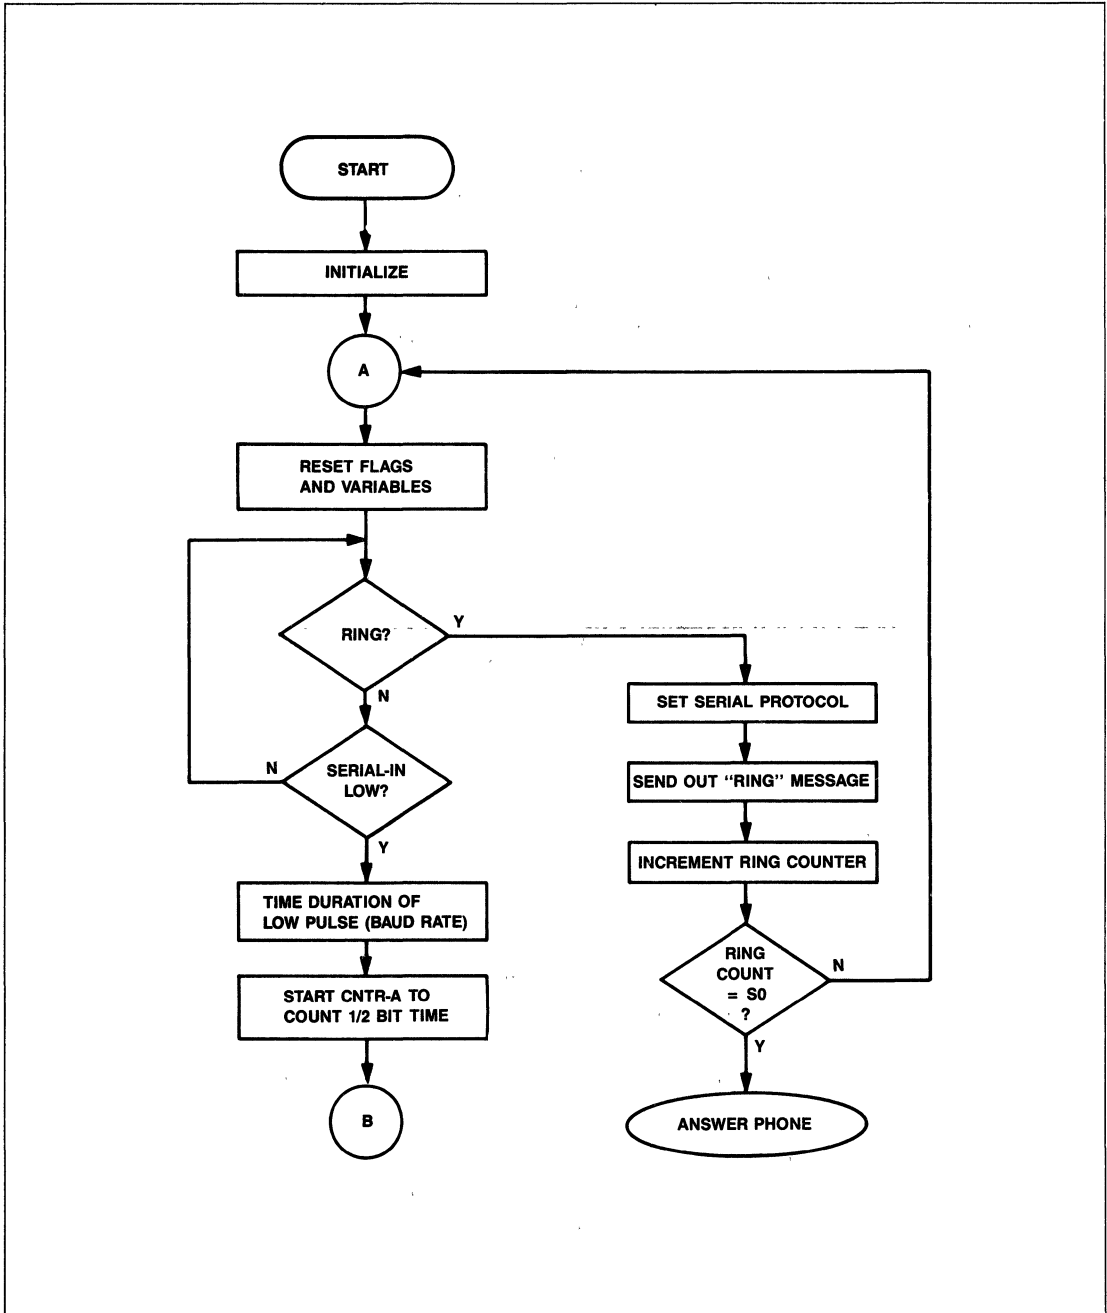 START
INITIALIZE
A
RESET FLAGS
AND VARIABLES
RING?
Y
N
SERIAL-IN
LOW?
N
Y
TIME DURATION OF
LOW PULSE (BAUD RATE)
START CNTR-A TO
COUNT 1/2 BIT TIME
B
SET SERIAL PROTOCOL
SEND OUT "RING" MESSAGE
INCREMENT RING COUNTER
RING
COUNT
= S0
?
N
Y
ANSWER PHONE